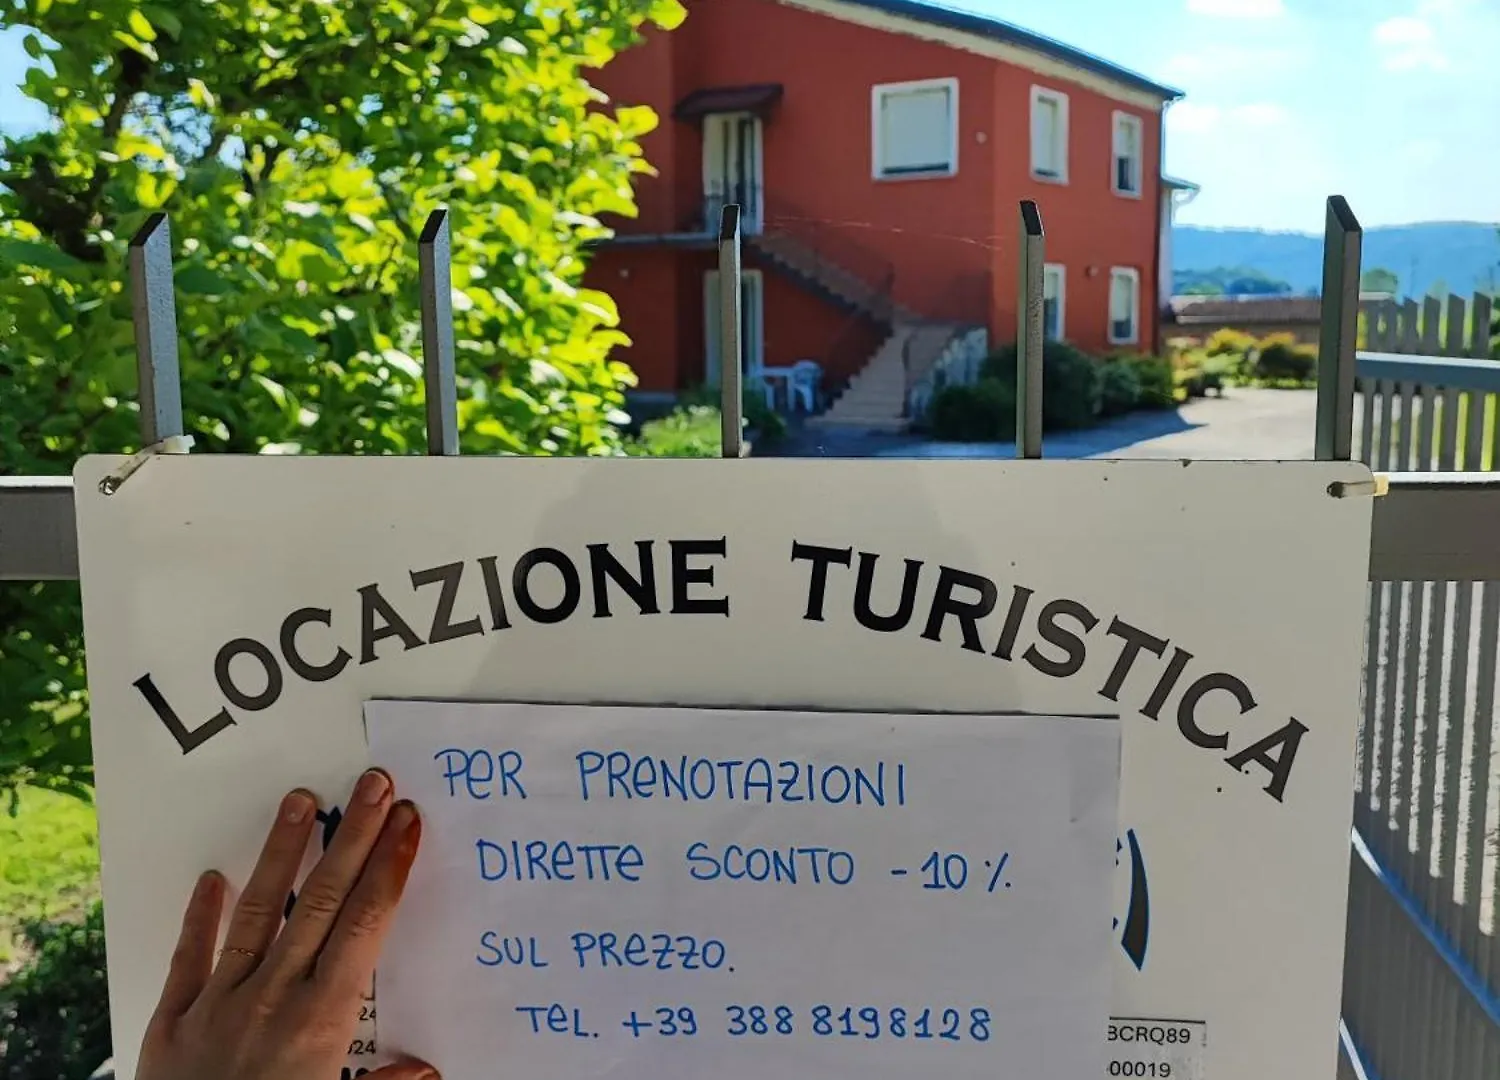 LOCAZIONE TURISTICA
PER PRENOTAZIONI
DIRETTE SCONTO -10%
SUL PREZZO.
TEL. +39 388 8198128
BCRQ89
00019